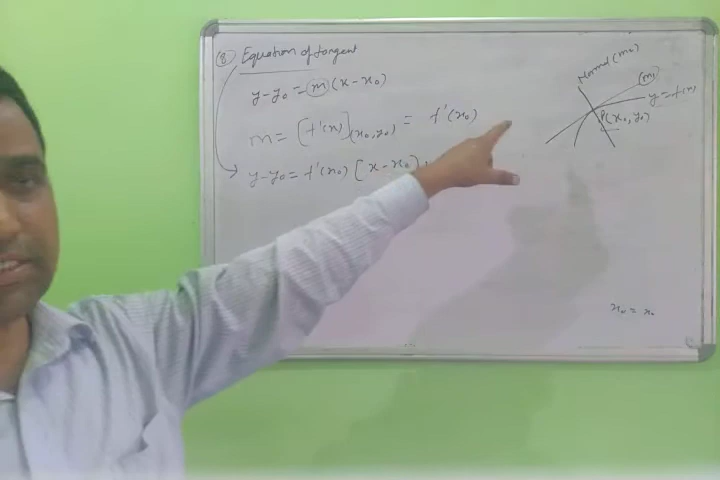 (8) Equation of tangent
y-y₀ = m(x-x₀)
m = [f'(x)](x₀,y₀) = f'(x₀)
y-y₀ = f'(x₀) [x-x₀)
Normal (m₂)
(m₁)
y = f(x)
P(x₀, y₀)
x₀ = x₀